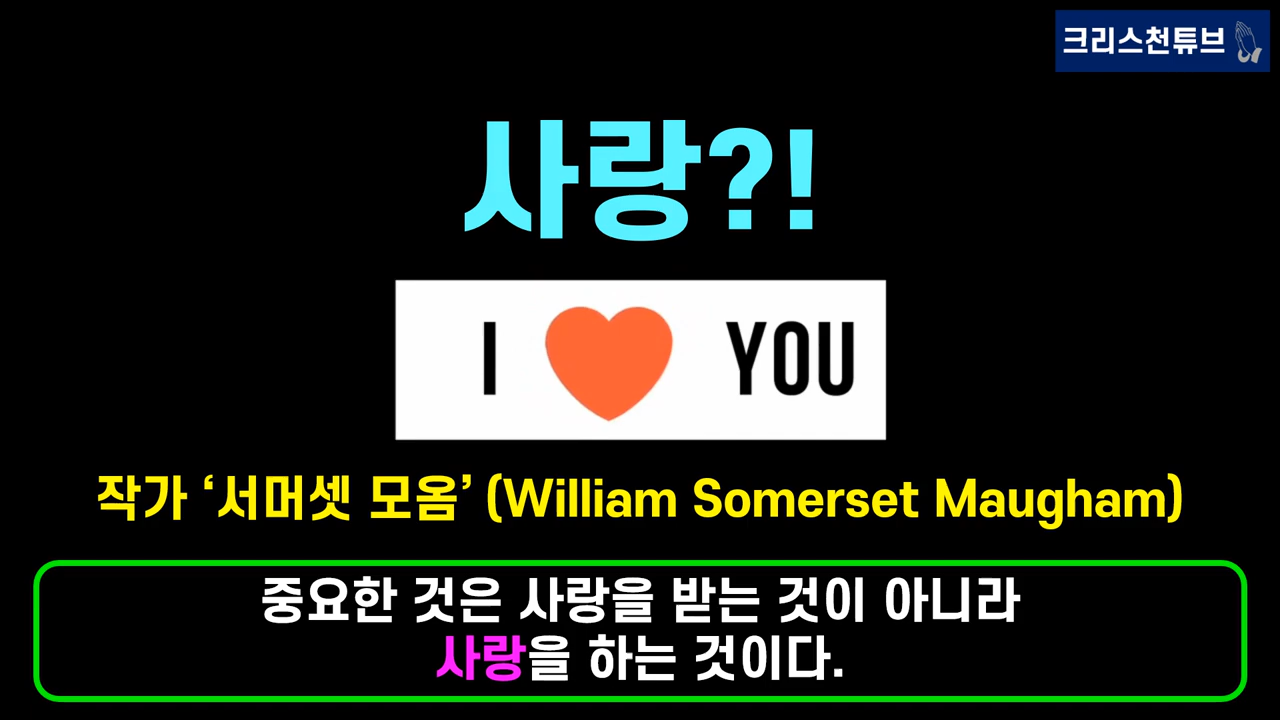 크리스천튜브
사랑?!
I YOU
작가 ‘서머셋 모옴’ (William Somerset Maugham)
중요한 것은 사랑을 받는 것이 아니라
사랑을 하는 것이다.